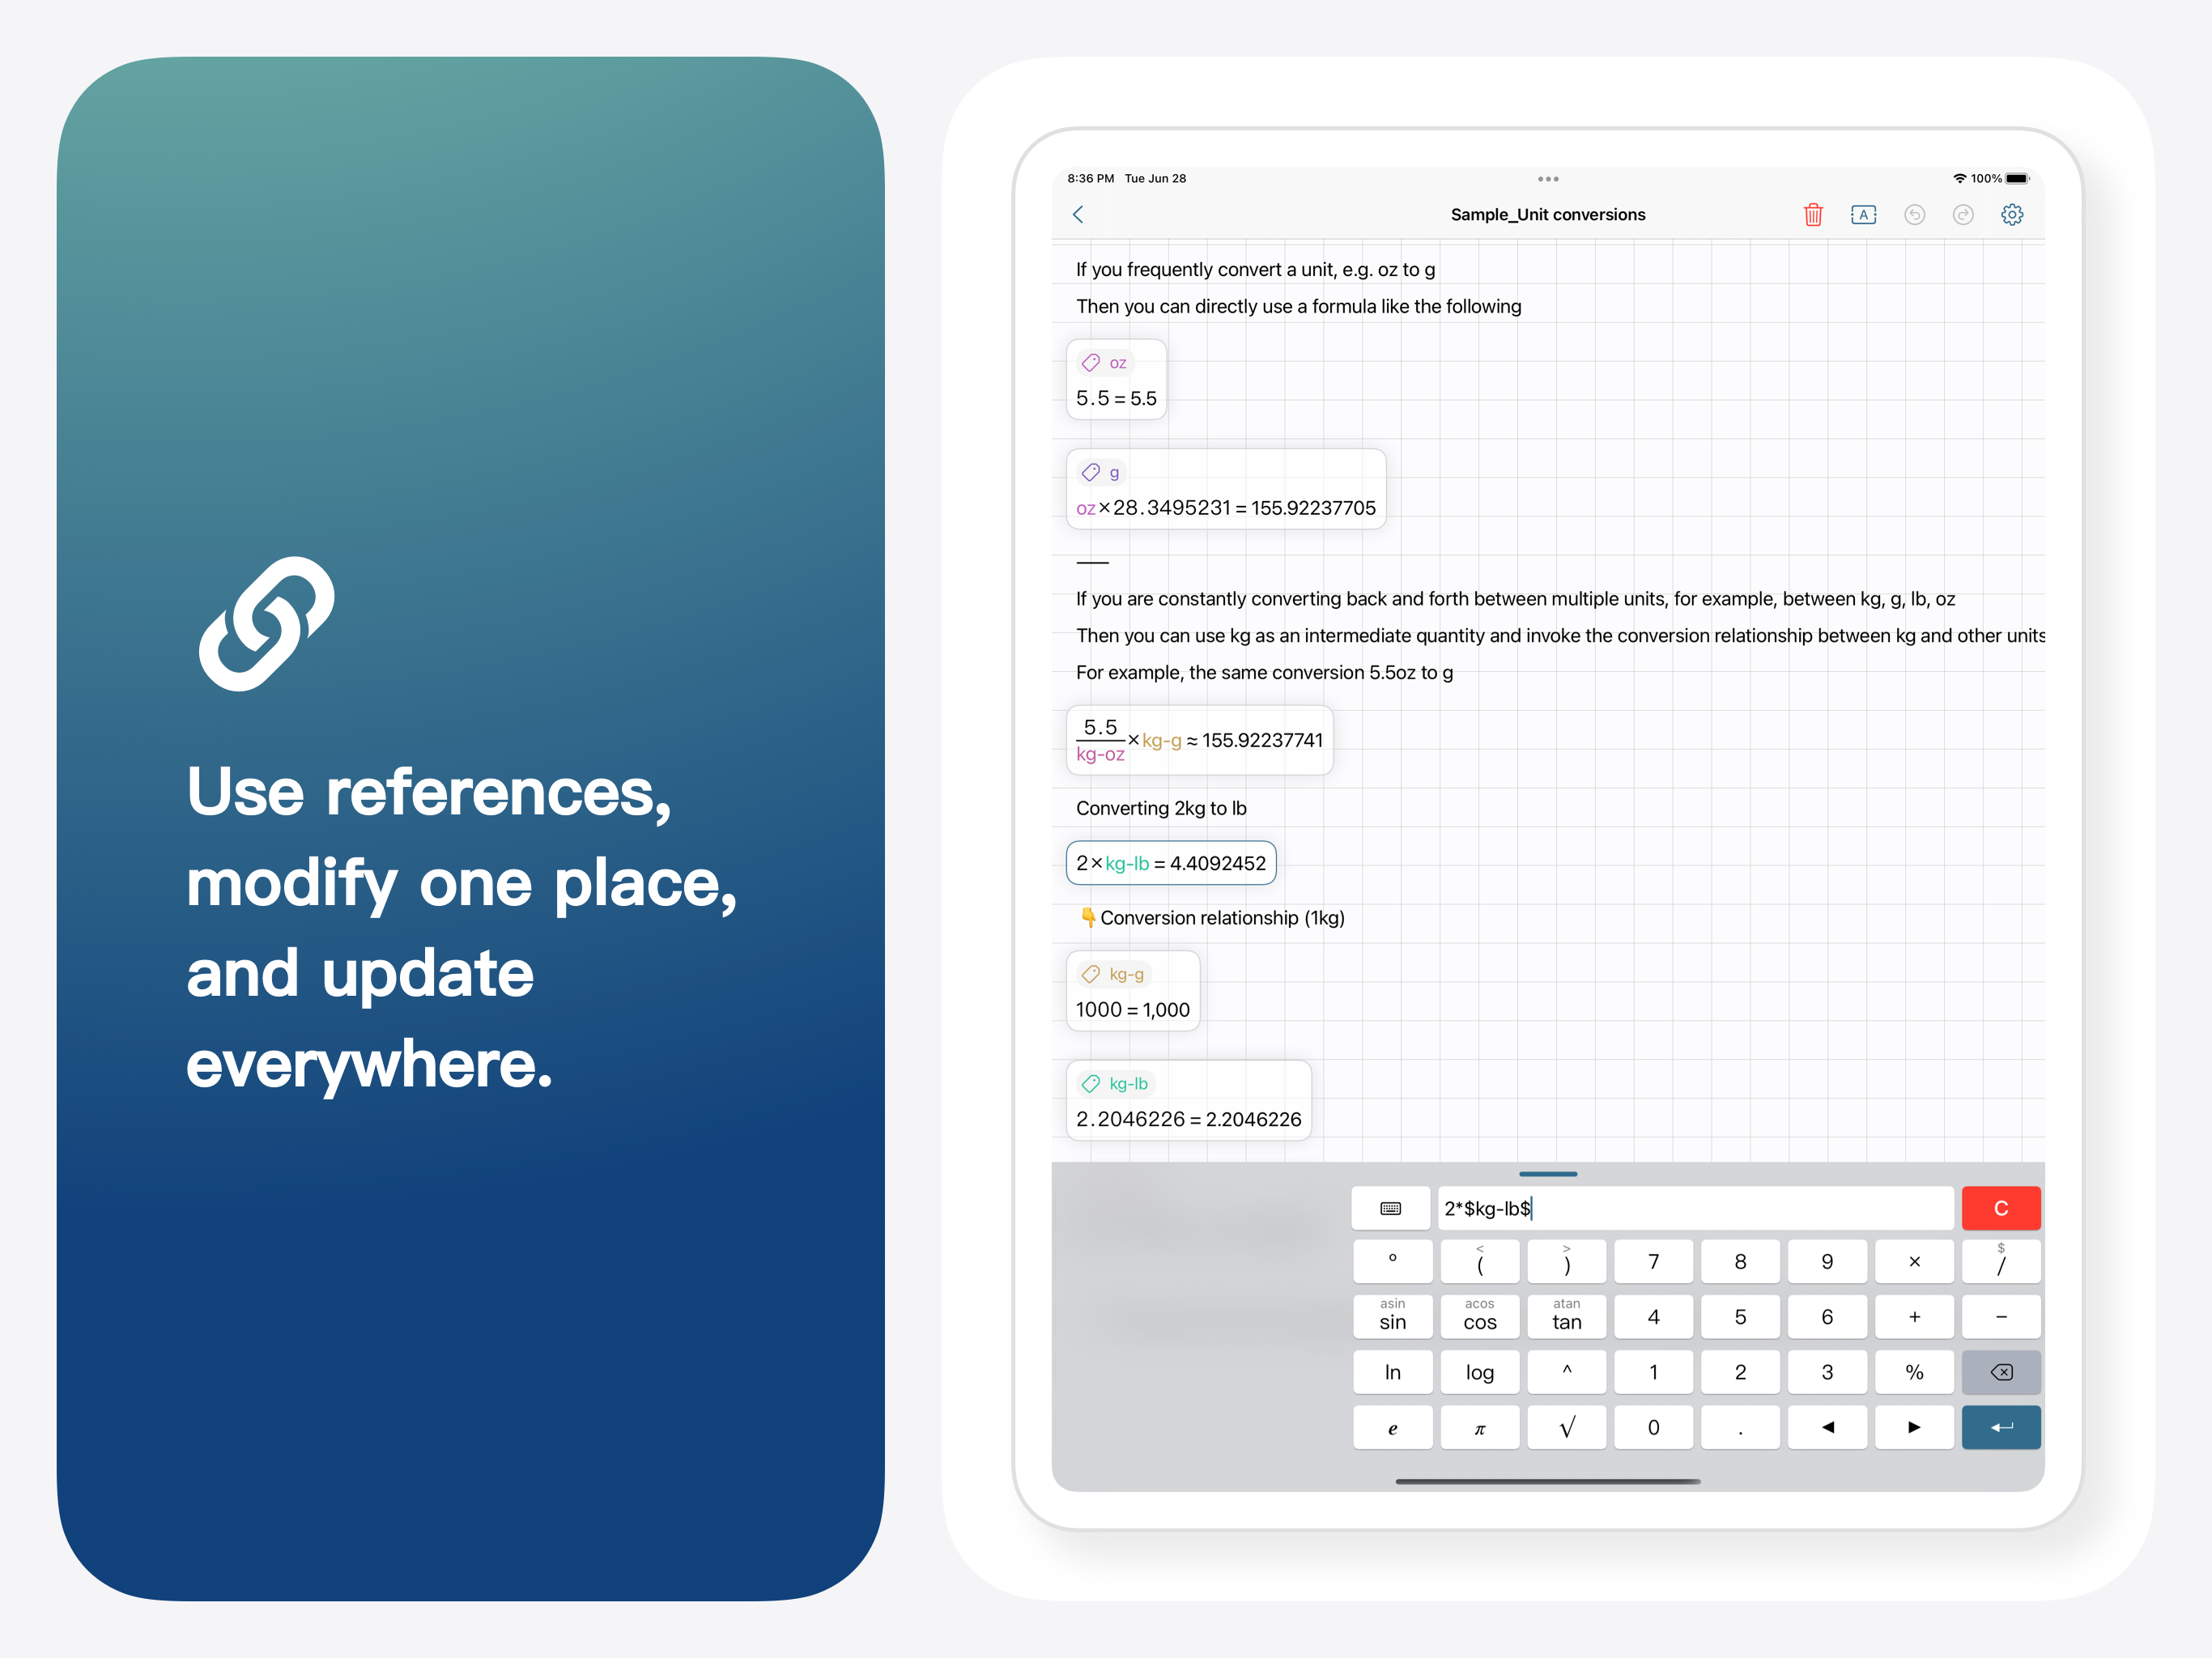 Use references,
modify one place,
and update
everywhere.
8:36 PM Tue Jun 28
100%
Sample_Unit conversions
A
If you frequently convert a unit, e.g. oz to g
Then you can directly use a formula like the following
oz
5.5 = 5.5
g
oz×28.3495231 = 155.92237705
If you are constantly converting back and forth between multiple units, for example, between kg, g, lb, oz
Then you can use kg as an intermediate quantity and invoke the conversion relationship between kg and other units
For example, the same conversion 5.5oz to g
5.5
kg-oz
×kg-g ≈ 155.92237741
Converting 2kg to lb
2×kg-lb = 4.4092452
👇Conversion relationship (1kg)
kg-g
1000 = 1,000
kg-lb
2.2046226 = 2.2046226
2*$kg-lb$ C
< > $
° ( ) 7 8 9 × /
asin acos atan
sin cos tan 4 5 6 + −
ln log ^ 1 2 3 %
e π √ 0 . ◀ ▶